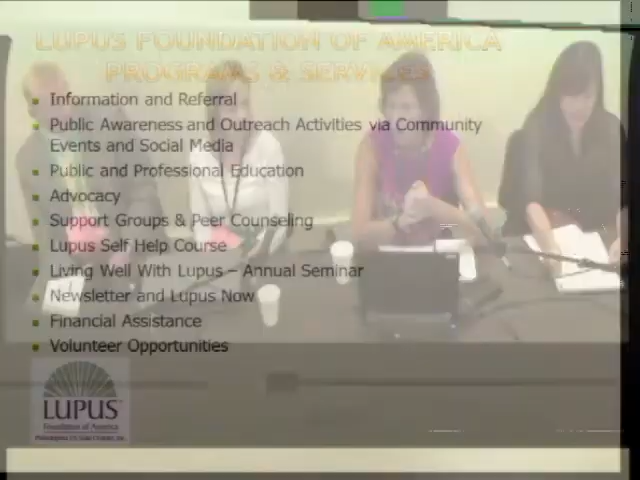 LUPUS FOUNDATION OF AMERICA
PROGRAMS & SERVICES
Information and Referral
Public Awareness and Outreach Activities via Community
Events and Social Media
Public and Professional Education
Advocacy
Support Groups & Peer Counseling
Lupus Self Help Course
Living Well With Lupus – Annual Seminar
Newsletter and Lupus Now
Financial Assistance
Volunteer Opportunities
LUPUS
Foundation of America